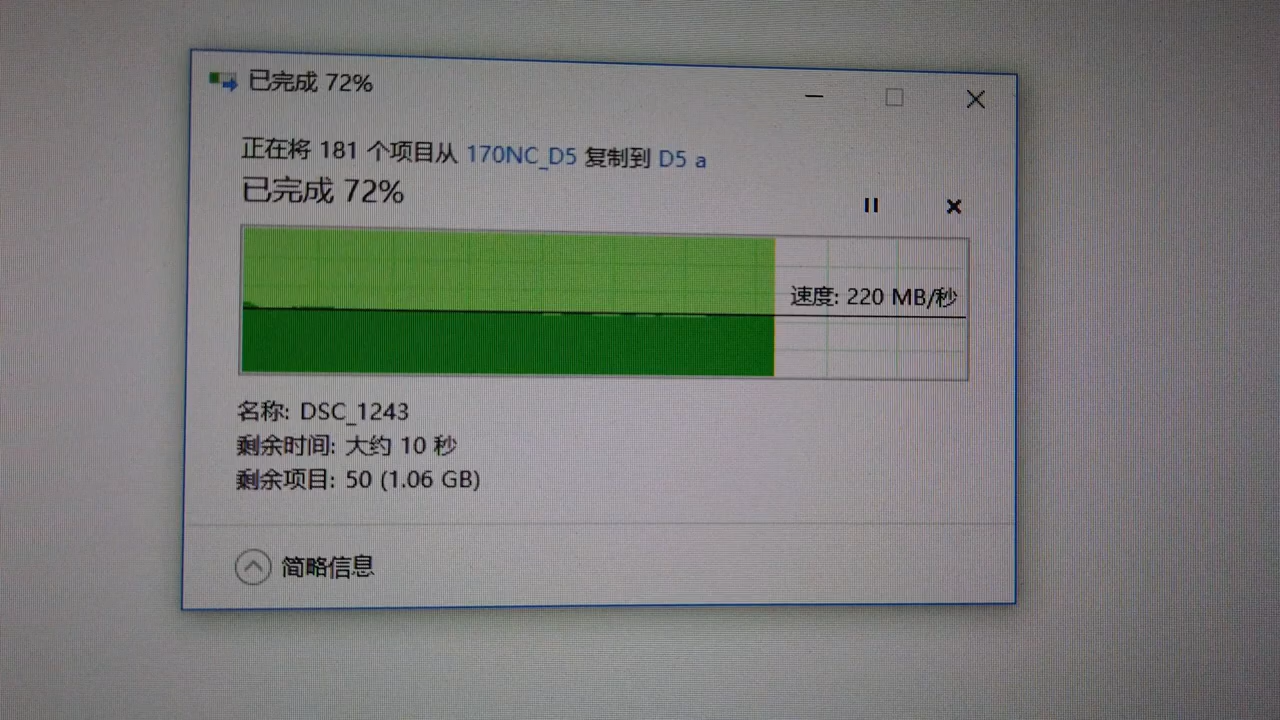 已完成 72%
正在将 181 个项目从 170NC_D5 复制到 D5 a
已完成 72%
速度: 220 MB/秒
名称: DSC_1243
剩余时间: 大约 10 秒
剩余项目: 50 (1.06 GB)
简略信息